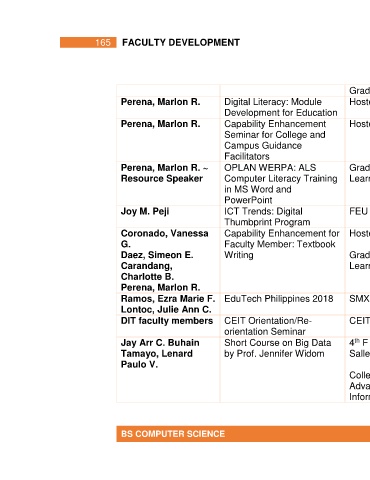 165 FACULTY DEVELOPMENT
Grad
Perena, Marlon R. Digital Literacy: Module Hoste
Development for Education
Perena, Marlon R. Capability Enhancement Hoste
Seminar for College and
Campus Guidance
Facilitators
Perena, Marlon R. ~ OPLAN WERPA: ALS Grad
Resource Speaker Computer Literacy Training Learn
in MS Word and
PowerPoint
Joy M. Peji ICT Trends: Digital FEU
Thumbprint Program
Coronado, Vanessa Capability Enhancement for Hoste
G. Faculty Member: Textbook
Daez, Simeon E. Writing Grad
Carandang, Learn
Charlotte B.
Perena, Marlon R.
Ramos, Ezra Marie F. EduTech Philippines 2018 SMX
Lontoc, Julie Ann C.
DIT faculty members CEIT Orientation/Re- CEIT
orientation Seminar
Jay Arr C. Buhain Short Course on Big Data 4th F
Tamayo, Lenard by Prof. Jennifer Widom Salle
Paulo V.
Colle
Adva
Inform
BS COMPUTER SCIENCE